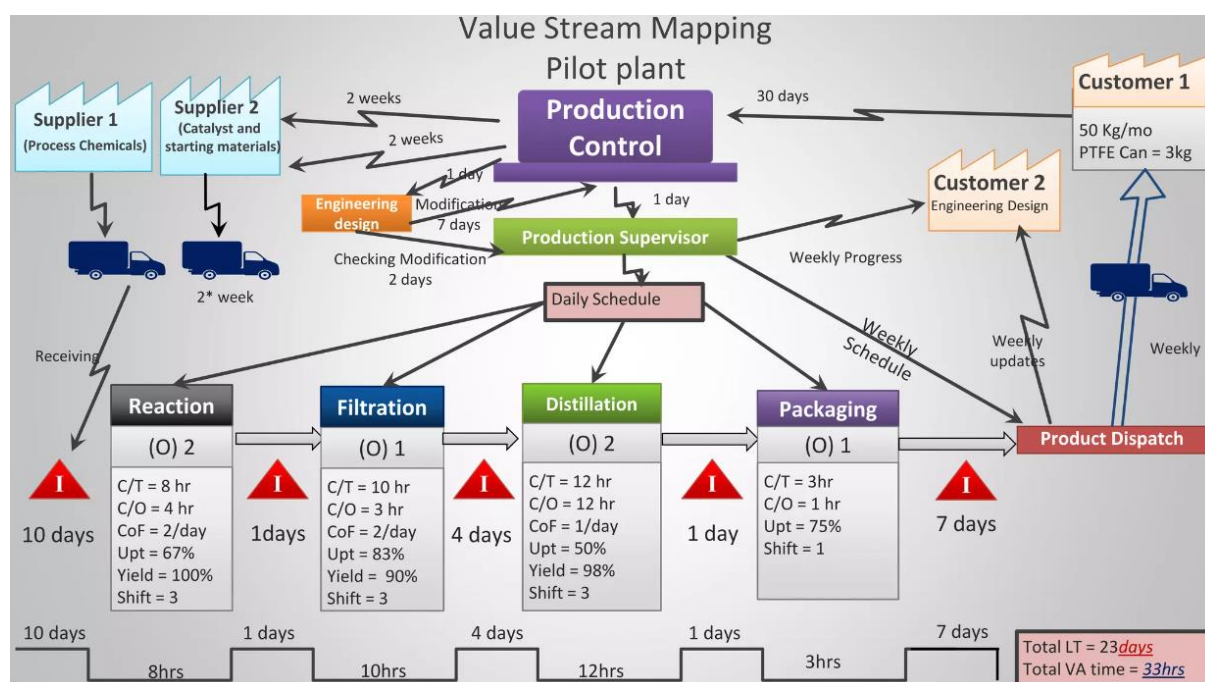 Value Stream Mapping
Pilot plant
Supplier 1
(Process Chemicals)
Supplier 2
(Catalyst and
starting materials)
2 weeks
2 weeks
Production
Control
30 days
Customer 1
50 Kg/mo
PTFE Can = 3kg
Customer 2
Engineering Design
1 day
Engineering
design
Modification
7 days
1 day
Production Supervisor
Checking Modification
2 days
Weekly Progress
2* week
Daily Schedule
Receiving
Weekly
Schedule
Weekly
updates
Weekly
Reaction
(O) 2
C/T = 8 hr
C/O = 4 hr
CoF = 2/day
Upt = 67%
Yield = 100%
Shift = 3
Filtration
(O) 1
C/T = 10 hr
C/O = 3 hr
CoF = 2/day
Upt = 83%
Yield = 90%
Shift = 3
Distillation
(O) 2
C/T = 12 hr
C/O = 12 hr
CoF = 1/day
Upt = 50%
Yield = 98%
Shift = 3
Packaging
(O) 1
C/T = 3hr
C/O = 1 hr
Upt = 75%
Shift = 1
Product Dispatch
I
I
I
I
I
10 days
1days
4 days
1 day
7 days
10 days
1 days
4 days
1 days
7 days
8hrs
10hrs
12hrs
3hrs
Total LT = 23days
Total VA time = 33hrs